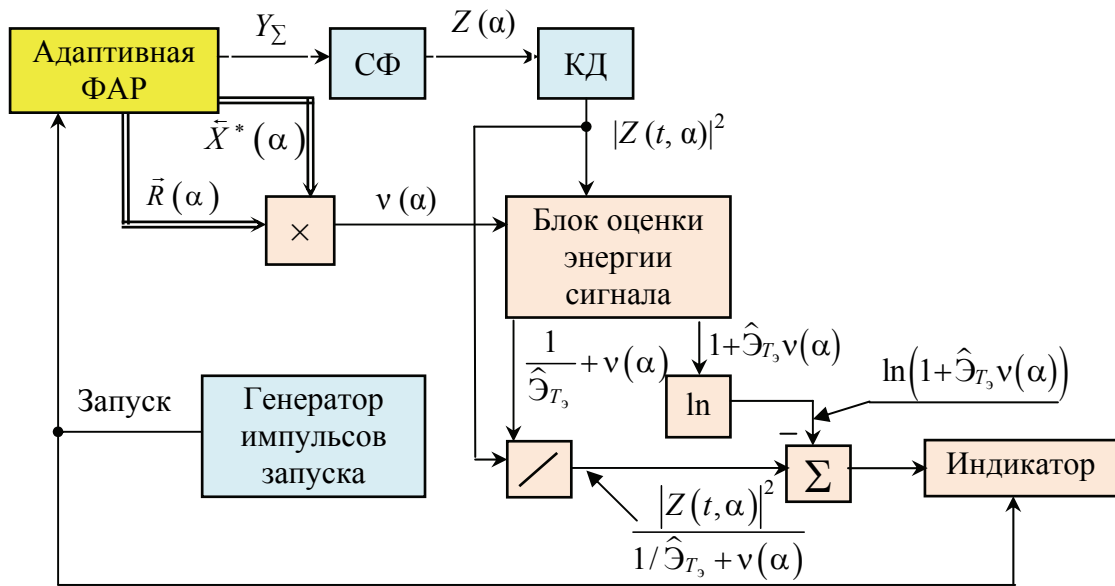 Адаптивная
ФАР
Y_Σ
СФ
Z(α)
КД
X⃖*(α)
|Z(t, α)|²
R⃗(α)
×
ν(α)
Блок оценки
энергии
сигнала
1/Э̂_Tэ + ν(α)
1+Э̂_Tэ ν(α)
ln(1+Э̂_Tэ ν(α))
Запуск
Генератор
импульсов
запуска
ln
−
Σ
Индикатор
|Z(t,α)|² / (1/Э̂_Tэ + ν(α))